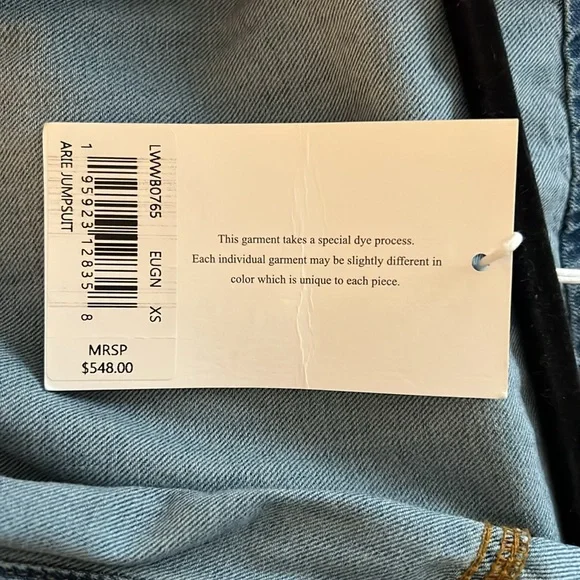 LWWB0765 EUGN XS
1 95923 12835 8
ARIE JUMPSUIT
MRSP
$548.00
This garment takes a special dye process.
Each individual garment may be slightly different in
color which is unique to each piece.